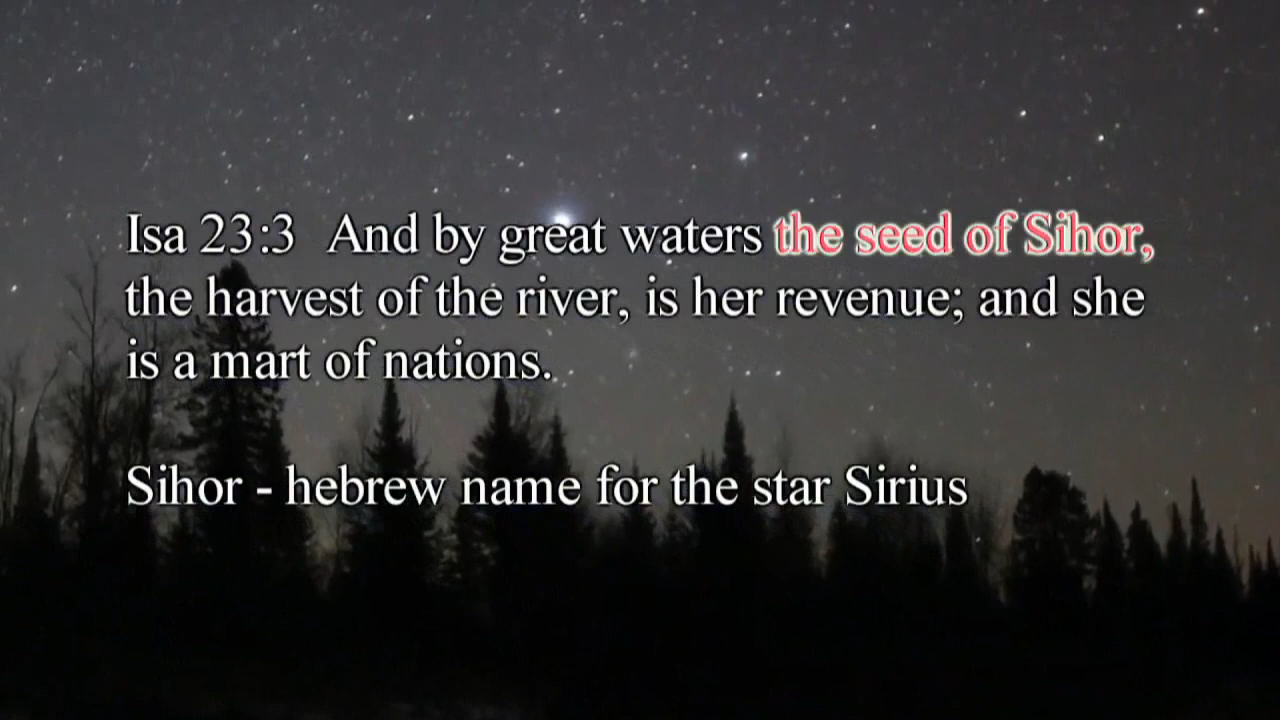 Isa 23:3 And by great waters the seed of Sihor,
the harvest of the river, is her revenue; and she
is a mart of nations.
Sihor - hebrew name for the star Sirius